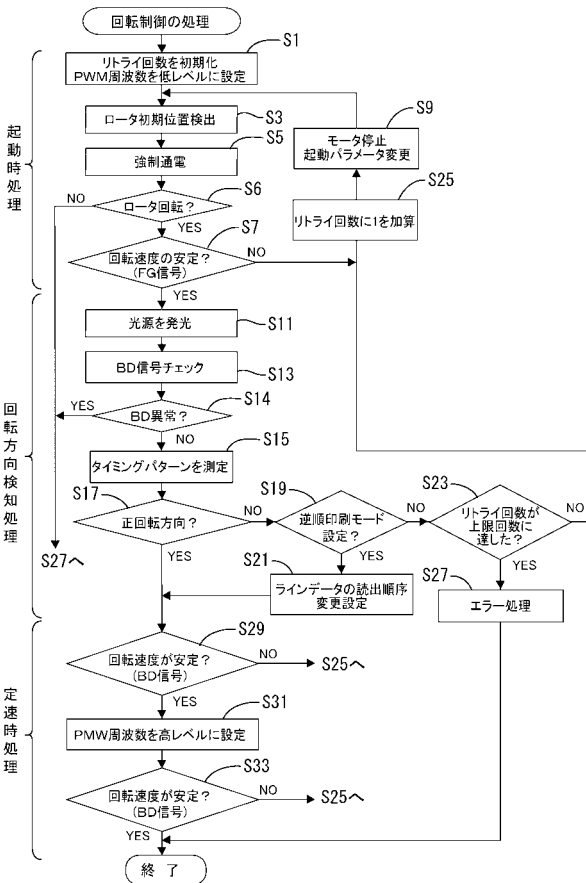 回転制御の処理
S1
リトライ回数を初期化
PWM周波数を低レベルに設定
S3
ロータ初期位置検出
S5
強制通電
S6
ロータ回転？
NO
YES
S7
回転速度の安定？
(FG信号)
NO
YES
S9
モータ停止
起動パラメータ変更
S25
リトライ回数に1を加算
起動時処理
S11
光源を発光
S13
BD信号チェック
S14
BD異常？
YES
NO
S15
タイミングパターンを測定
S17
正回転方向？
NO
YES
S19
逆順印刷モード
設定？
NO
YES
S21
ラインデータの読出順序
変更設定
S23
リトライ回数が
上限回数に
達した？
NO
YES
S27
エラー処理
S27へ
回転方向検知処理
S29
回転速度が安定？
(BD信号)
NO
S25へ
YES
S31
PMW周波数を高レベルに設定
S33
回転速度が安定？
(BD信号)
NO
S25へ
YES
定速時処理
終了